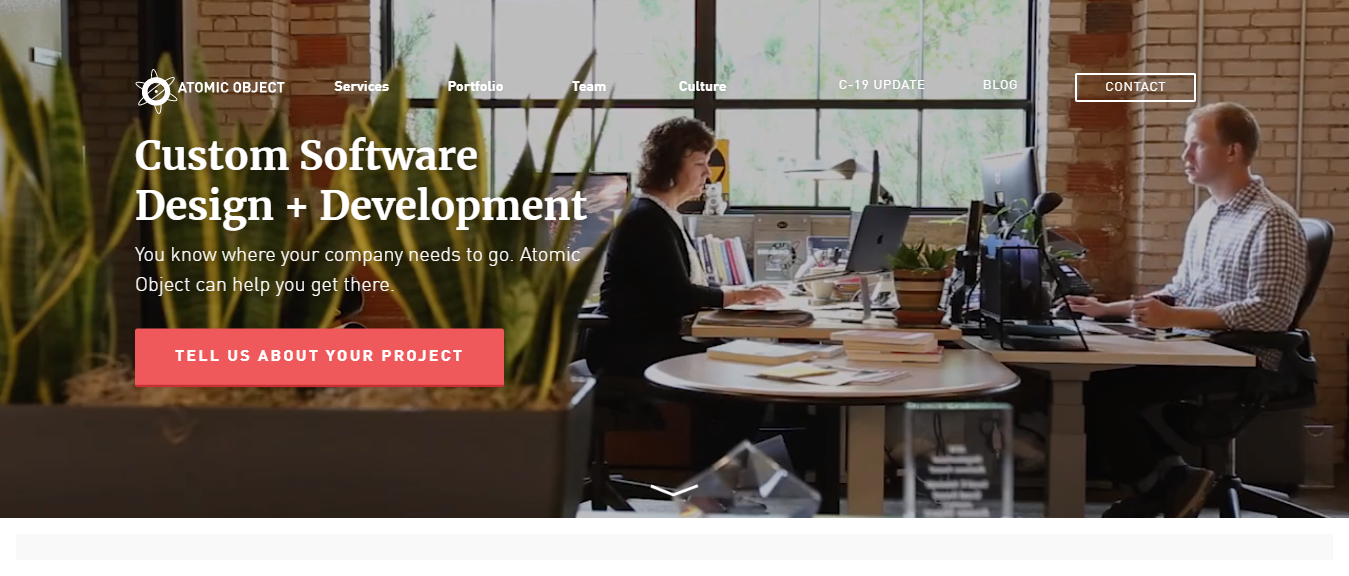 ATOMIC OBJECT
Services
Portfolio
Team
Culture
C-19 UPDATE
BLOG
CONTACT
Custom Software
Design + Development
You know where your company needs to go. Atomic
Object can help you get there.
TELL US ABOUT YOUR PROJECT